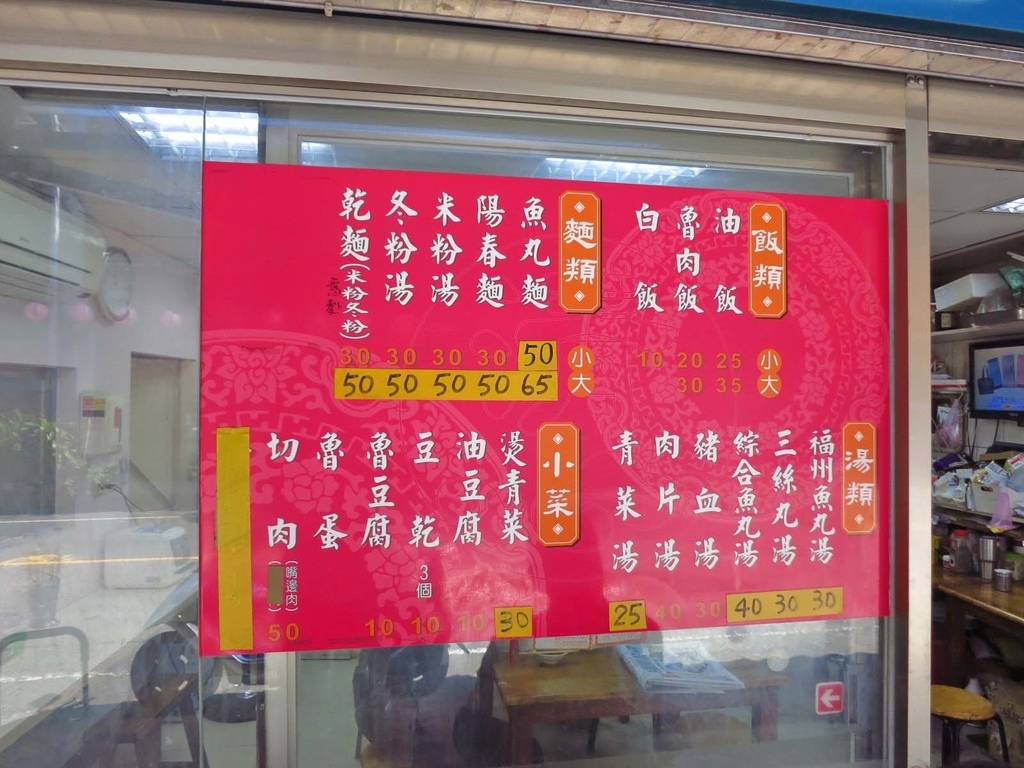 飯類
油飯
魯肉飯
白飯
小 25 20 10
大 35 30
麵類
魚丸麵
陽春麵
米粉湯
冬粉湯
乾麵(米粉冬粉)
小 50 30 30 30 30
大 65 50 50 50 50
湯類
福州魚丸湯 30
三絲丸湯 30
綜合魚丸湯 40
豬血湯 30
肉片湯 40
青菜湯 25
小菜
燙青菜 30
油豆腐 10
豆乾 3個 10
魯豆腐 10
魯蛋
切肉(嘴邊肉) 50